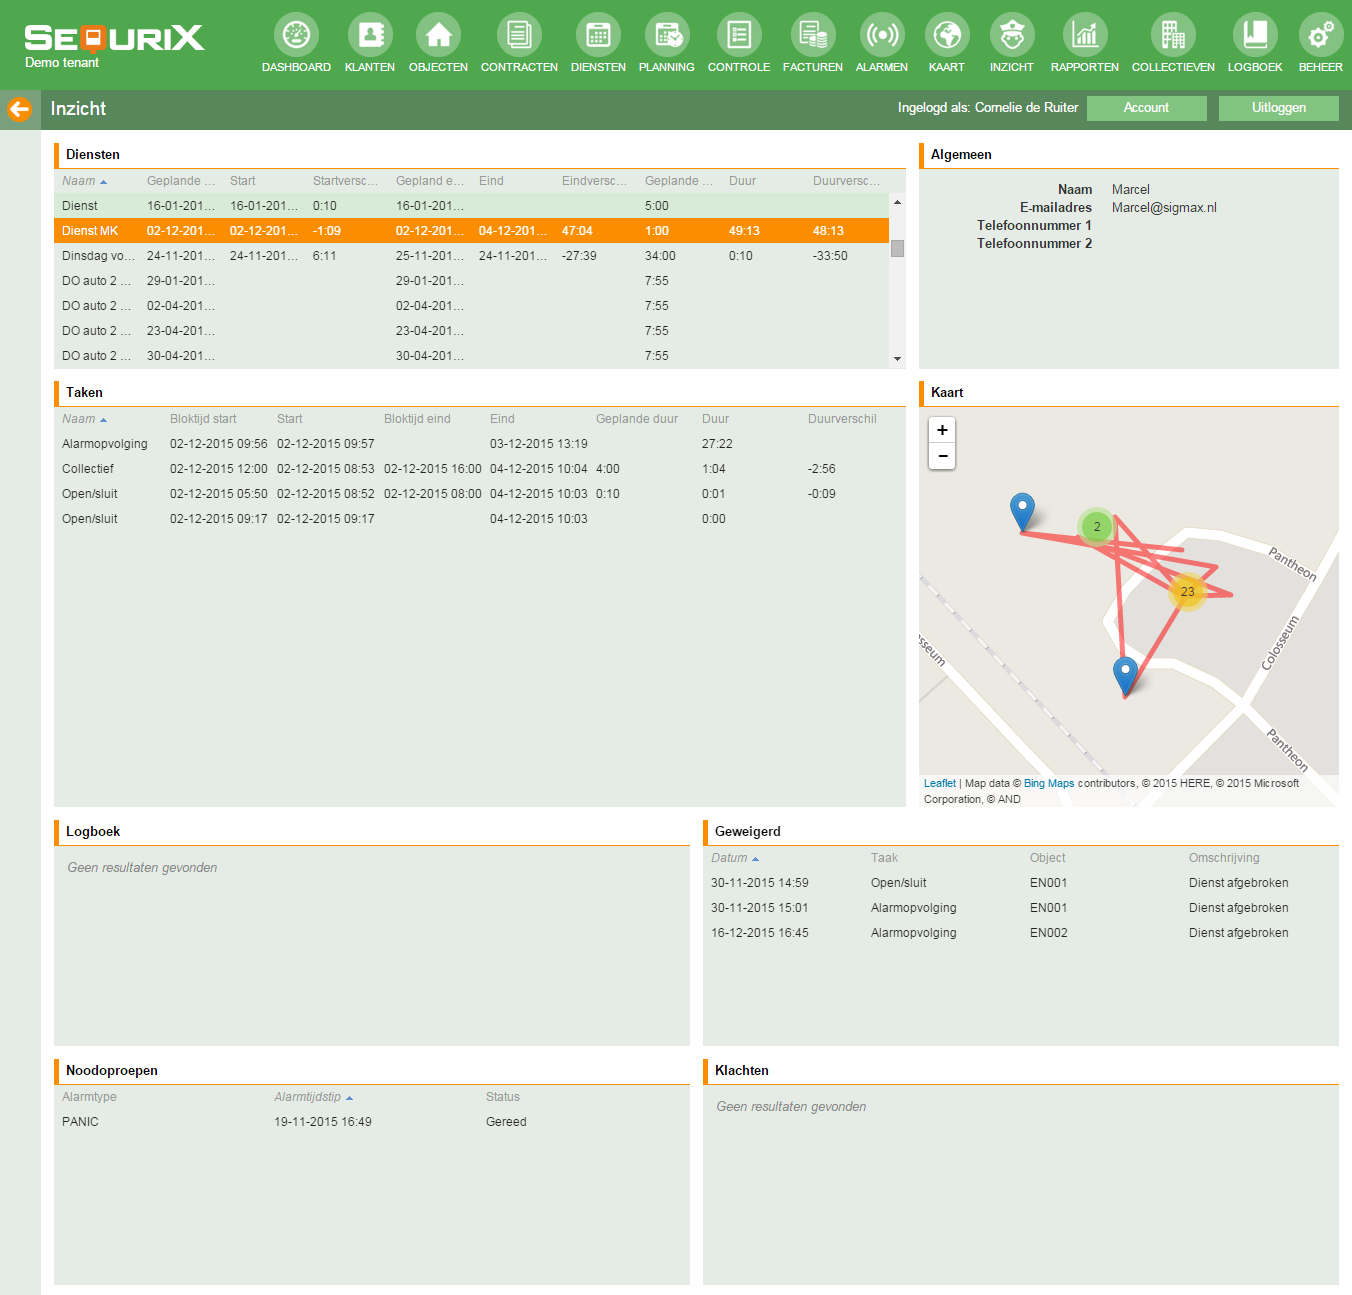 SEQURIX
Demo tenant
DASHBOARD KLANTEN OBJECTEN CONTRACTEN DIENSTEN PLANNING CONTROLE FACTUREN ALARMEN KAART INZICHT RAPPORTEN COLLECTIEVEN LOGBOEK BEHEER
Inzicht Ingelogd als: Cornelie de Ruiter Account Uitloggen
Diensten
Naam Geplande ... Start Startversc... Gepland e... Eind Eindversc... Geplande ... Duur Duurversc...
Dienst 16-01-201... 16-01-201... 0:10 16-01-201... 5:00
Dienst MK 02-12-201... 02-12-201... -1:09 02-12-201... 04-12-201... 47:04 1:00 49:13 48:13
Dinsdag vo... 24-11-201... 24-11-201... 6:11 25-11-201... 24-11-201... -27:39 34:00 0:10 -33:50
DO auto 2 ... 29-01-201... 29-01-201... 7:55
DO auto 2 ... 02-04-201... 02-04-201... 7:55
DO auto 2 ... 23-04-201... 23-04-201... 7:55
DO auto 2 ... 30-04-201... 30-04-201... 7:55
Algemeen
Naam Marcel
E-mailadres Marcel@sigmax.nl
Telefoonnummer 1
Telefoonnummer 2
Taken
Naam Bloktijd start Start Bloktijd eind Eind Geplande duur Duur Duurverschil
Alarmopvolging 02-12-2015 09:56 02-12-2015 09:57 03-12-2015 13:19 27:22
Collectief 02-12-2015 12:00 02-12-2015 08:53 02-12-2015 16:00 04-12-2015 10:04 4:00 1:04 -2:56
Open/sluit 02-12-2015 05:50 02-12-2015 08:52 02-12-2015 08:00 04-12-2015 10:03 0:10 0:01 -0:09
Open/sluit 02-12-2015 09:17 02-12-2015 09:17 04-12-2015 10:03 0:00
Kaart
+
−
2
23
Pantheon
Colosseum
sseum
Pantheon
Leaflet | Map data © Bing Maps contributors, © 2015 HERE, © 2015 Microsoft
Corporation, © AND
Logboek
Geen resultaten gevonden
Geweigerd
Datum Taak Object Omschrijving
30-11-2015 14:59 Open/sluit EN001 Dienst afgebroken
30-11-2015 15:01 Alarmopvolging EN001 Dienst afgebroken
16-12-2015 16:45 Alarmopvolging EN002 Dienst afgebroken
Noodoproepen
Alarmtype Alarmtijdstip Status
PANIC 19-11-2015 16:49 Gereed
Klachten
Geen resultaten gevonden